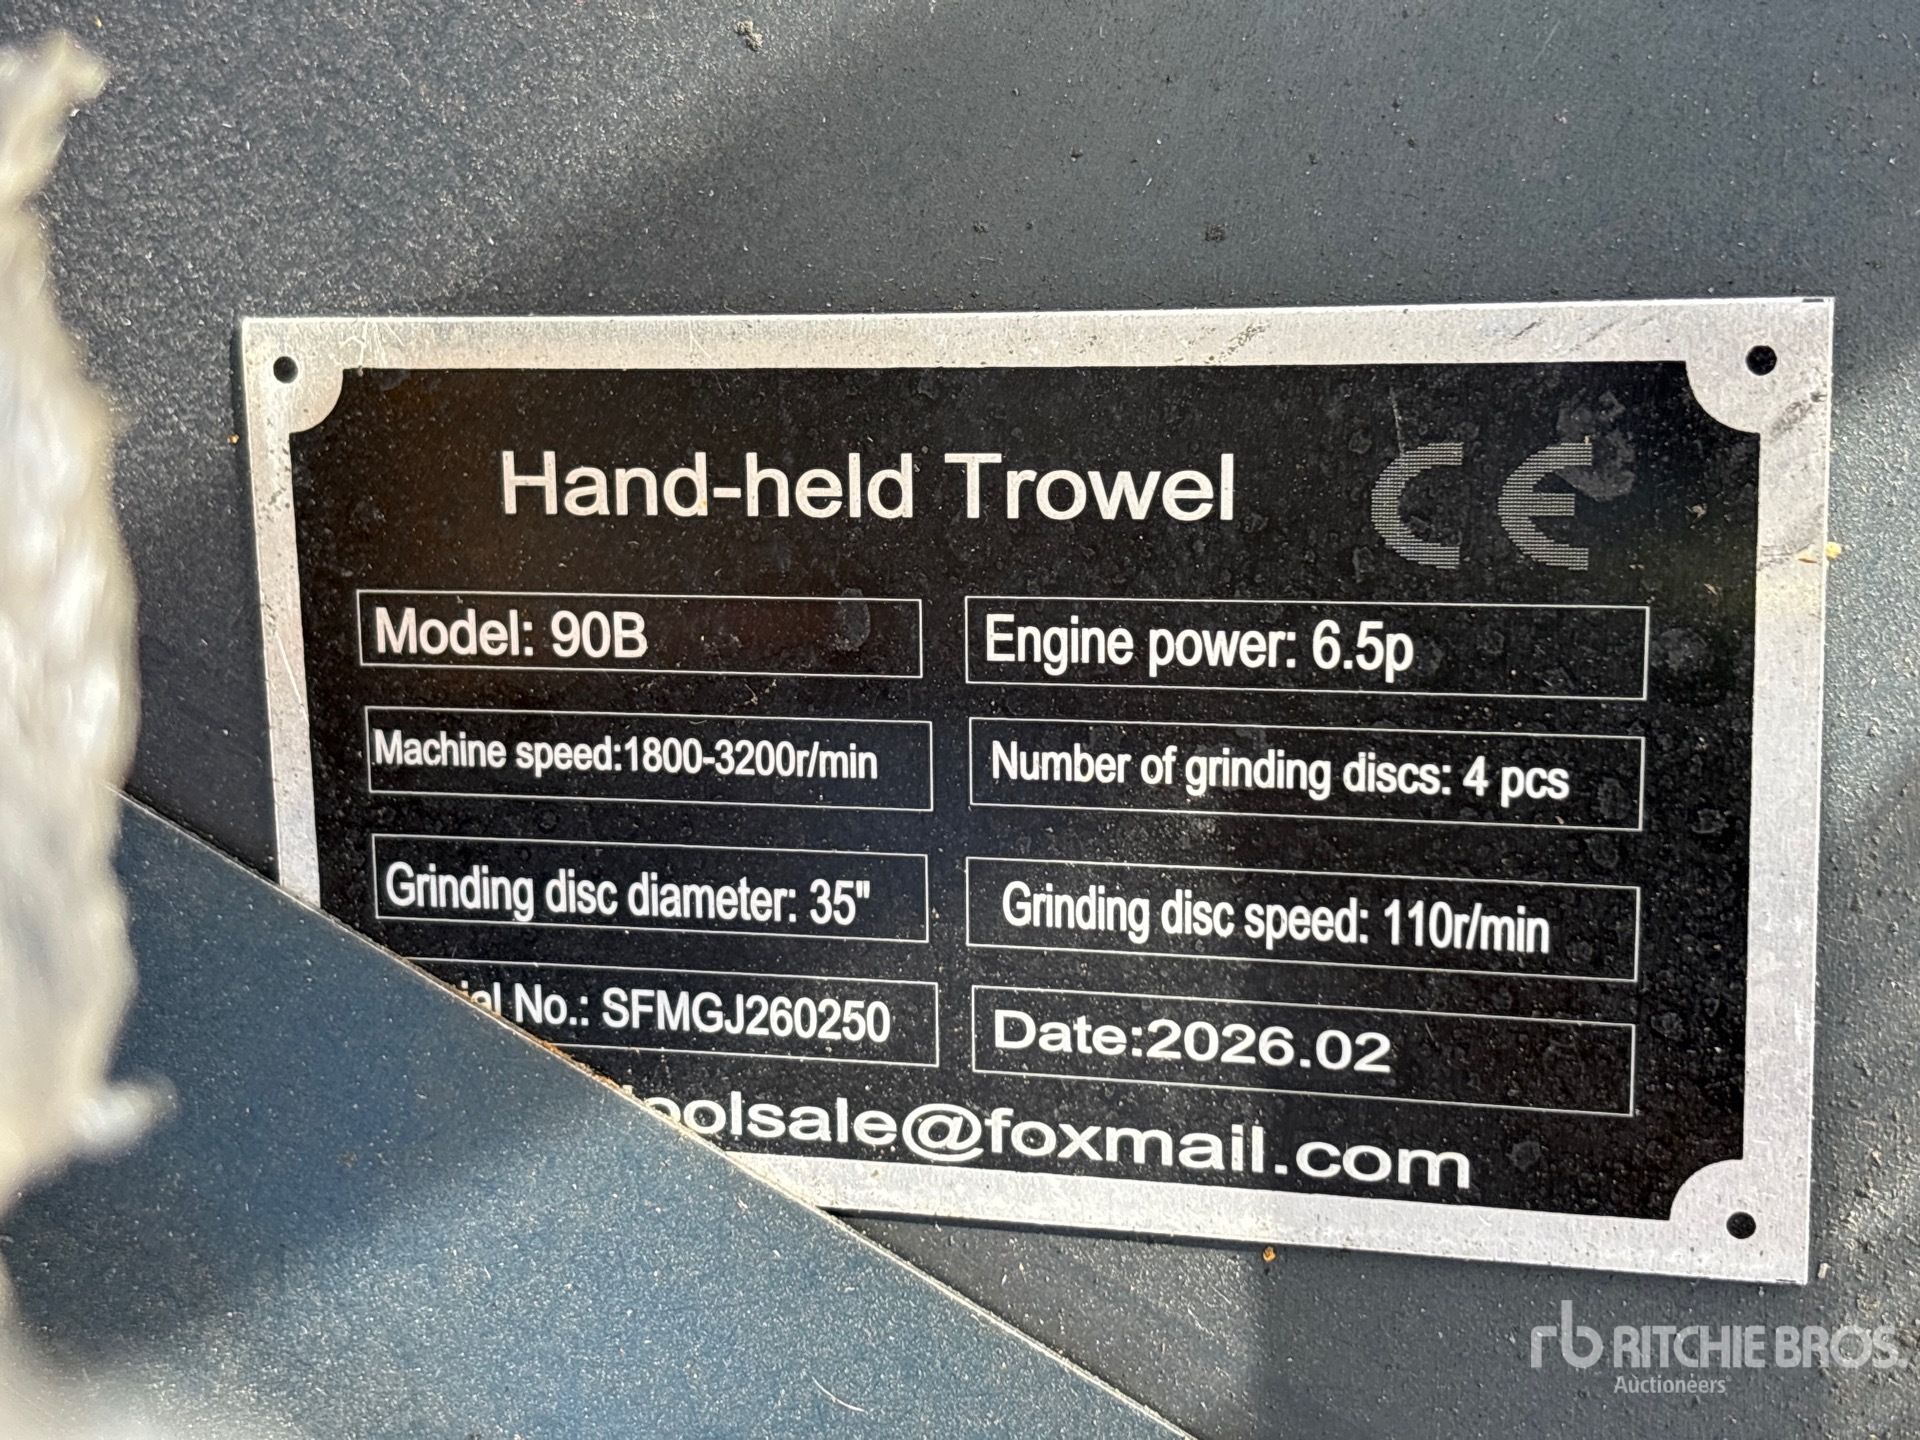 Hand-held Trowel CE
Model: 90B
Engine power: 6.5p
Machine speed:1800-3200r/min
Number of grinding discs: 4 pcs
Grinding disc diameter: 35"
Grinding disc speed: 110r/min
No.: SFMGJ260250
Date:2026.02
oolsale@foxmail.com
rb RITCHIE BROS.
Auctioneers